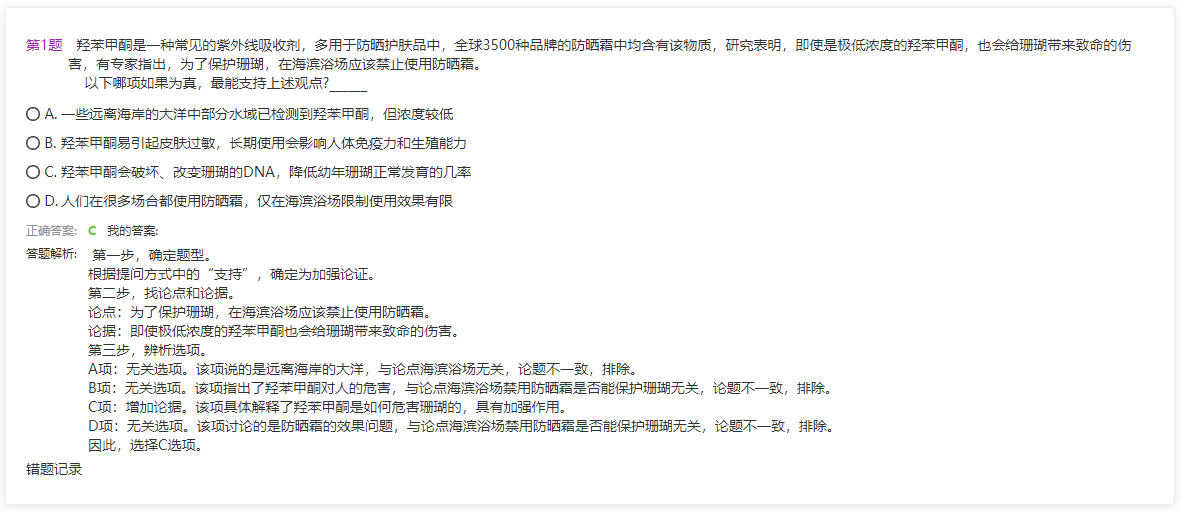 第1题 羟苯甲酮是一种常见的紫外线吸收剂，多用于防晒护肤品中，全球3500种品牌的防晒霜中均含有该物质，研究表明，即使是极低浓度的羟苯甲酮，也会给珊瑚带来致命的伤
害，有专家指出，为了保护珊瑚，在海滨浴场应该禁止使用防晒霜。
以下哪项如果为真，最能支持上述观点?______
A. 一些远离海岸的大洋中部分水域已检测到羟苯甲酮，但浓度较低
B. 羟苯甲酮易引起皮肤过敏，长期使用会影响人体免疫力和生殖能力
C. 羟苯甲酮会破坏、改变珊瑚的DNA，降低幼年珊瑚正常发育的几率
D. 人们在很多场合都使用防晒霜，仅在海滨浴场限制使用效果有限
正确答案: C 我的答案:
答题解析: 第一步，确定题型。
根据提问方式中的“支持”，确定为加强论证。
第二步，找论点和论据。
论点：为了保护珊瑚，在海滨浴场应该禁止使用防晒霜。
论据：即使极低浓度的羟苯甲酮也会给珊瑚带来致命的伤害。
第三步，辨析选项。
A项：无关选项。该项说的是远离海岸的大洋，与论点海滨浴场无关，论题不一致，排除。
B项：无关选项。该项指出了羟苯甲酮对人的危害，与论点海滨浴场禁用防晒霜是否能保护珊瑚无关，论题不一致，排除。
C项：增加论据。该项具体解释了羟苯甲酮是如何危害珊瑚的，具有加强作用。
D项：无关选项。该项讨论的是防晒霜的效果问题，与论点海滨浴场禁用防晒霜是否能保护珊瑚无关，论题不一致，排除。
因此，选择C选项。
错题记录